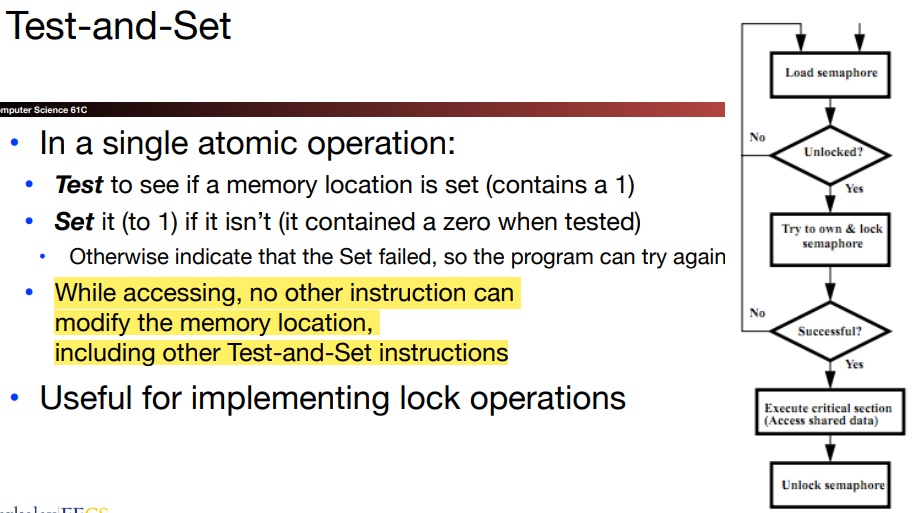 Test-and-Set
mputer Science 61C
In a single atomic operation:
Test to see if a memory location is set (contains a 1)
Set it (to 1) if it isn't (it contained a zero when tested)
Otherwise indicate that the Set failed, so the program can try again
While accessing, no other instruction can
modify the memory location,
including other Test-and-Set instructions
Useful for implementing lock operations
Load semaphore
No
Unlocked?
Yes
Try to own & lock
semaphore
No
Successful?
Yes
Execute critical section
(Access shared data)
Unlock semaphore